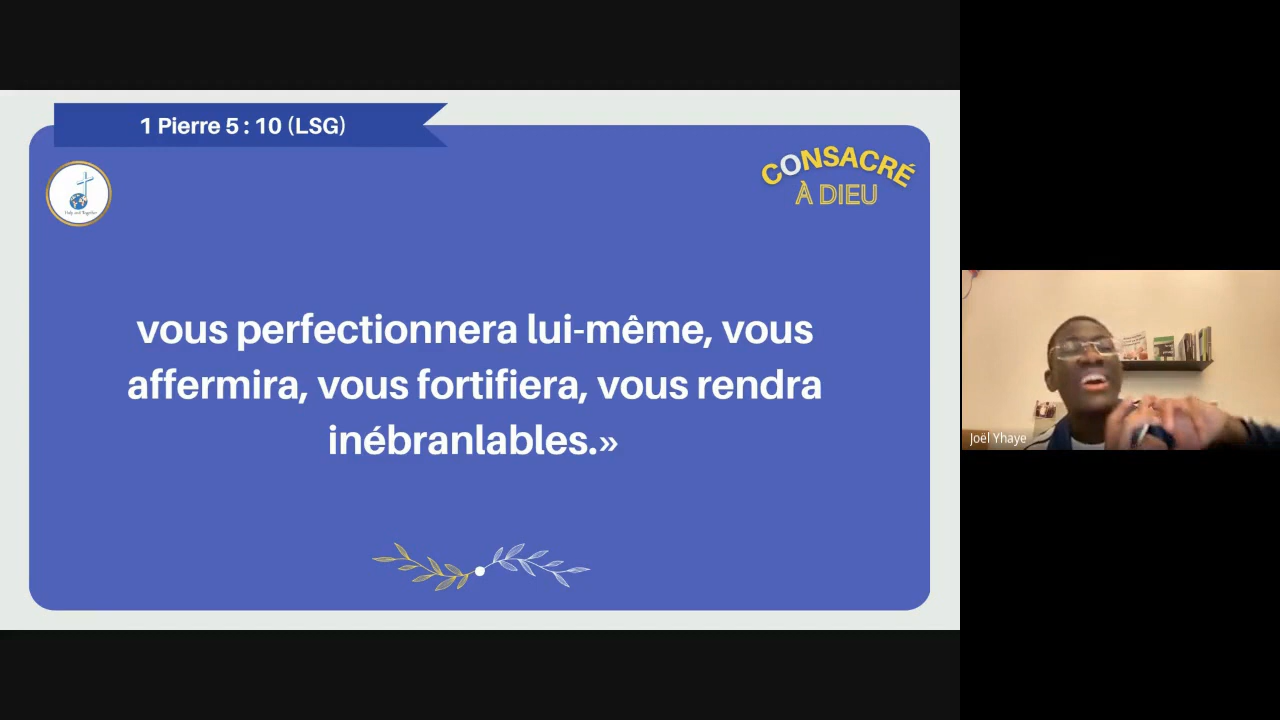 1 Pierre 5 : 10 (LSG)
CONSACRÉ
À DIEU
vous perfectionnera lui-même, vous
affermira, vous fortifiera, vous rendra
inébranlables.»
Joël Yhaye